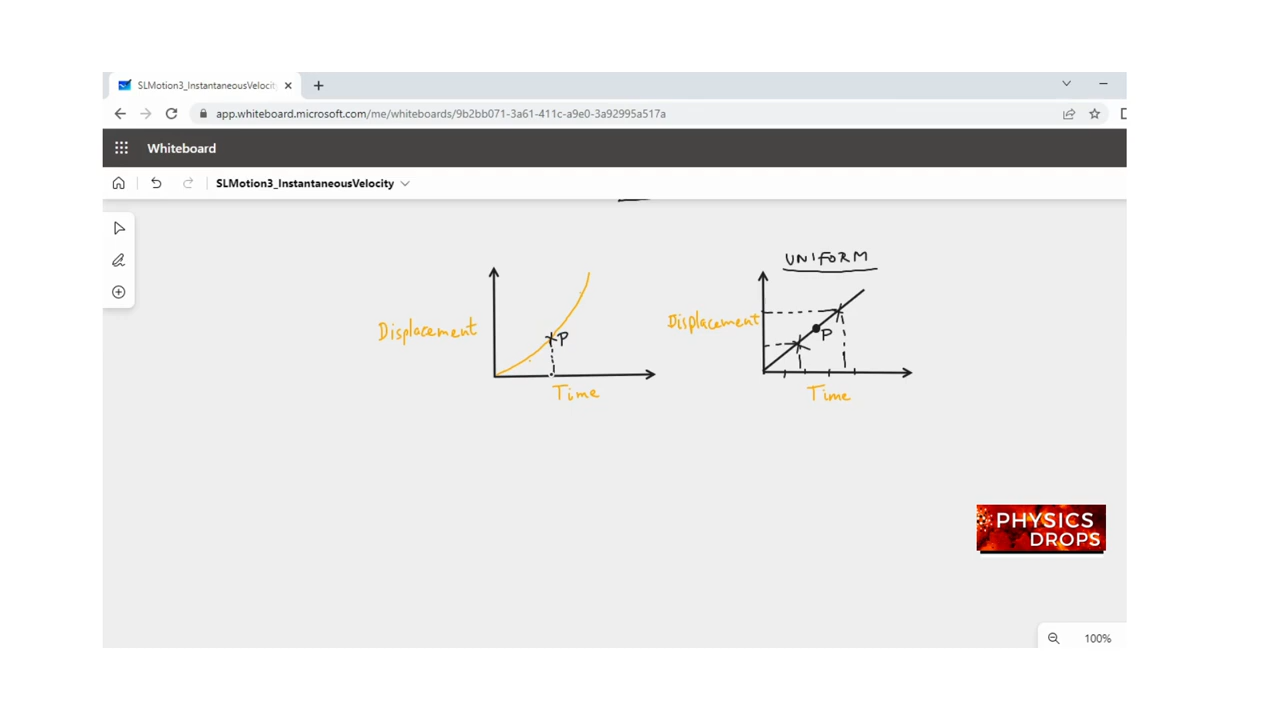 SLMotion3_InstantaneousVelocit
app.whiteboard.microsoft.com/me/whiteboards/9b2bb071-3a61-411c-a9e0-3a92995a517a
Whiteboard
SLMotion3_InstantaneousVelocity
UNIFORM
Displacement
P
Time
Displacement
P
Time
PHYSICS
DROPS
100%